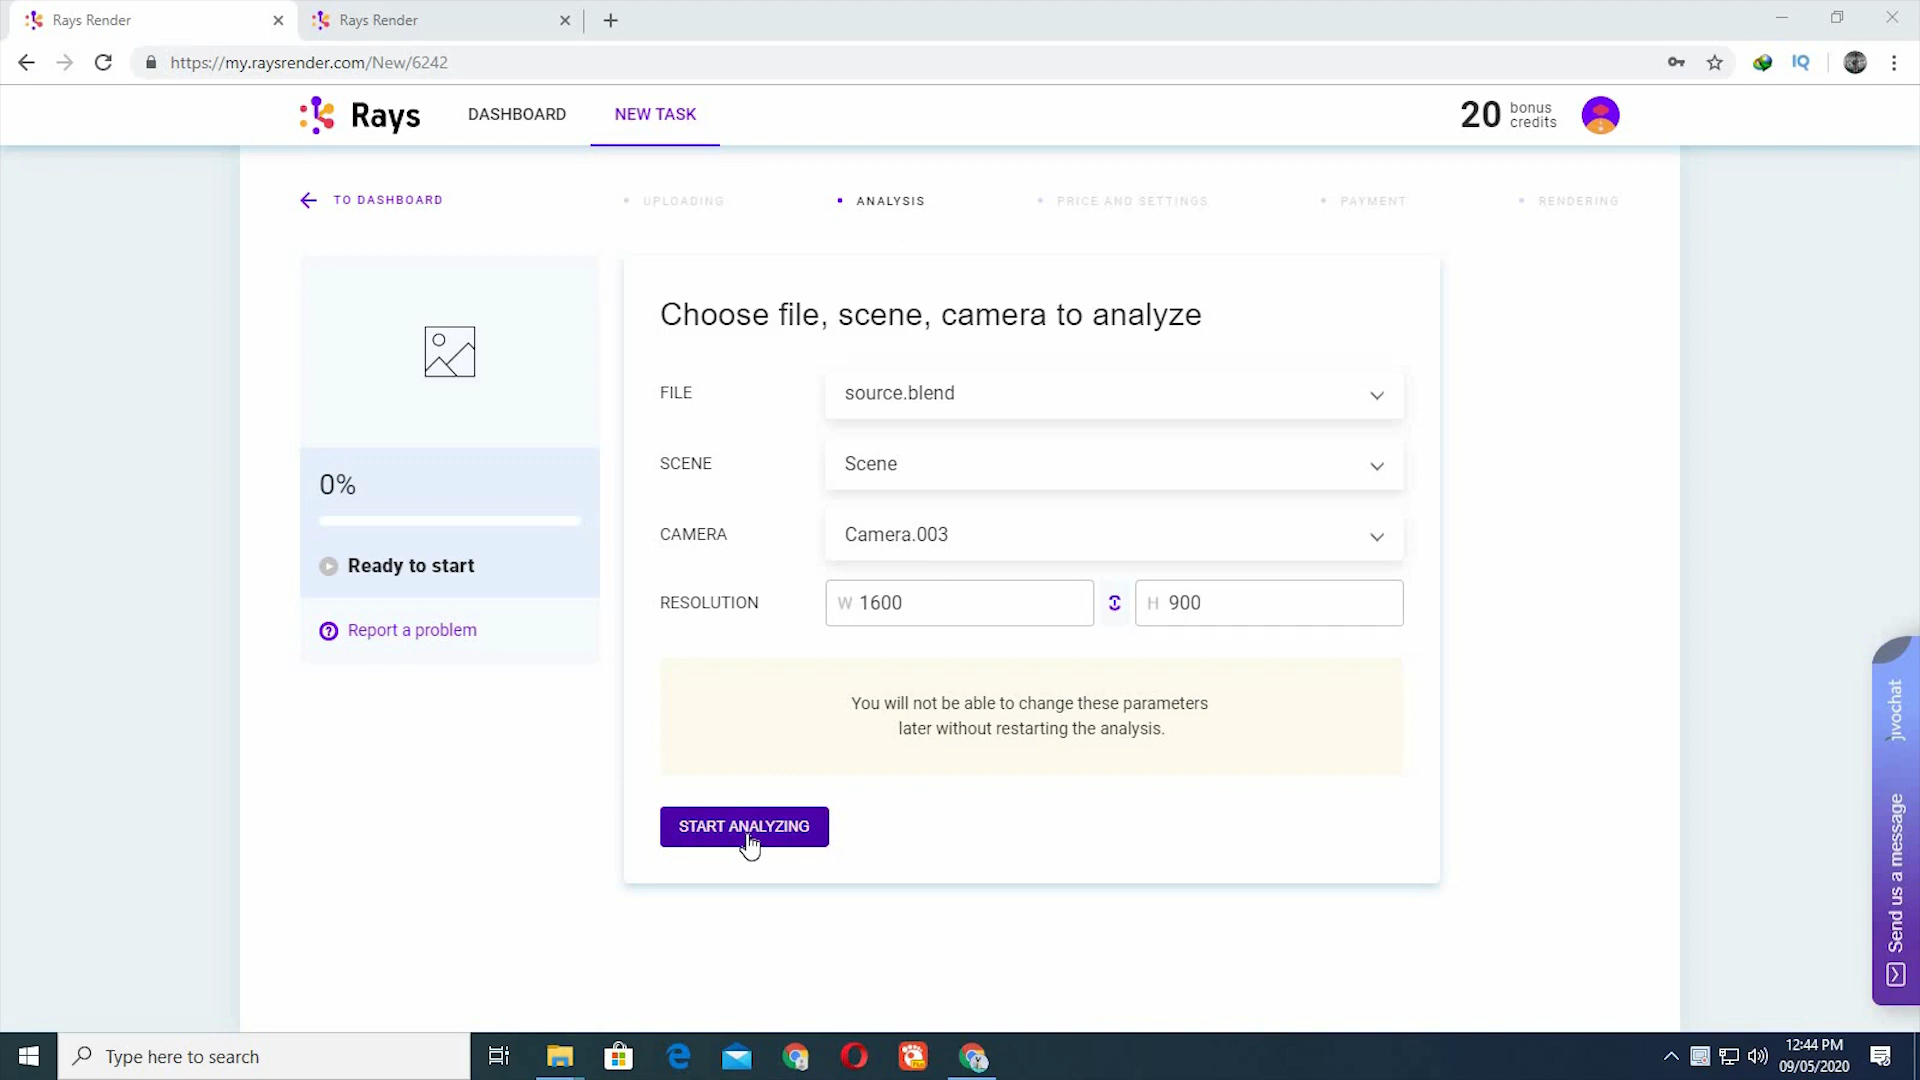 Rays Render
Rays Render
https://my.raysrender.com/New/6242
IQ
Rays
DASHBOARD
NEW TASK
20 bonus credits
TO DASHBOARD
UPLOADING
ANALYSIS
PRICE AND SETTINGS
PAYMENT
RENDERING
0%
Ready to start
Report a problem
Choose file, scene, camera to analyze
FILE
source.blend
SCENE
Scene
CAMERA
Camera.003
RESOLUTION
W 1600
H 900
You will not be able to change these parameters
later without restarting the analysis.
START ANALYZING
jivochat
Send us a message
Type here to search
12:44 PM
09/05/2020